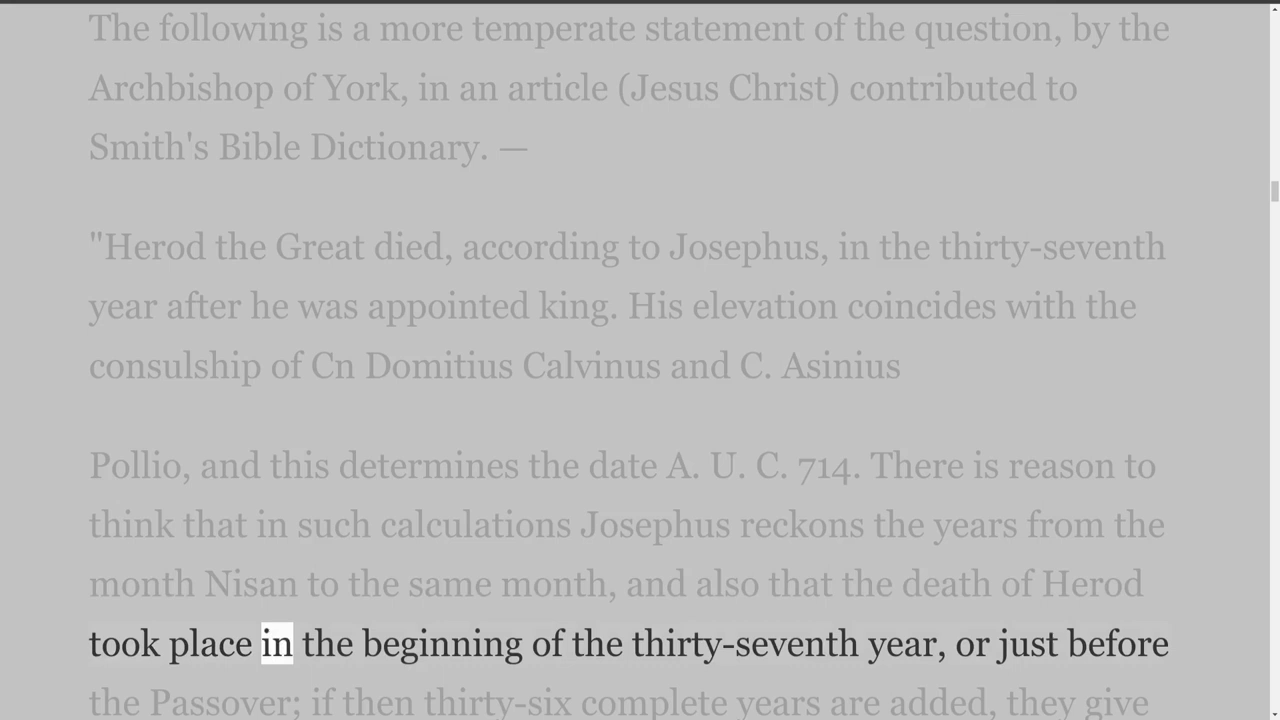 The following is a more temperate statement of the question, by the
Archbishop of York, in an article (Jesus Christ) contributed to
Smith's Bible Dictionary. —
"Herod the Great died, according to Josephus, in the thirty-seventh
year after he was appointed king. His elevation coincides with the
consulship of Cn Domitius Calvinus and C. Asinius
Pollio, and this determines the date A. U. C. 714. There is reason to
think that in such calculations Josephus reckons the years from the
month Nisan to the same month, and also that the death of Herod
took place in the beginning of the thirty-seventh year, or just before
the Passover; if then thirty-six complete years are added, they give